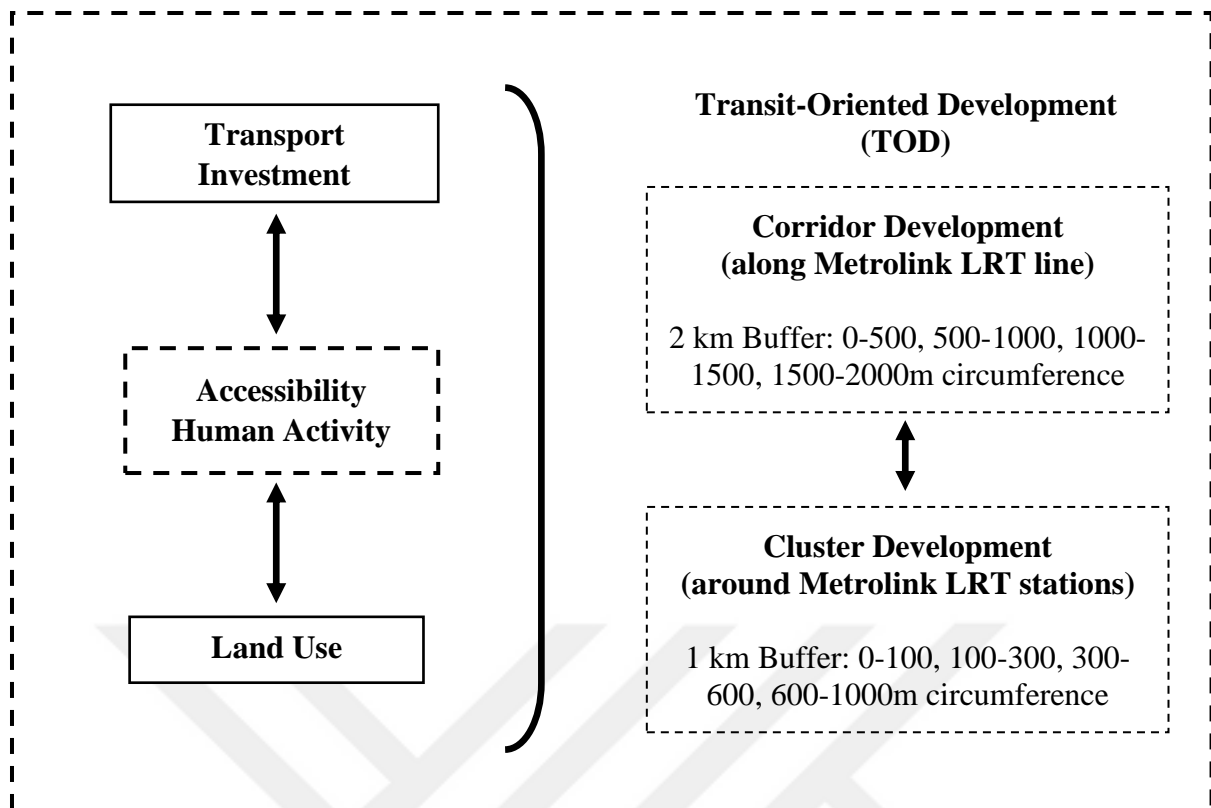 Transport
Investment
Accessibility
Human Activity
Land Use
Transit-Oriented Development
(TOD)
Corridor Development
(along Metrolink LRT line)
2 km Buffer: 0-500, 500-1000, 1000-
1500, 1500-2000m circumference
Cluster Development
(around Metrolink LRT stations)
1 km Buffer: 0-100, 100-300, 300-
600, 600-1000m circumference